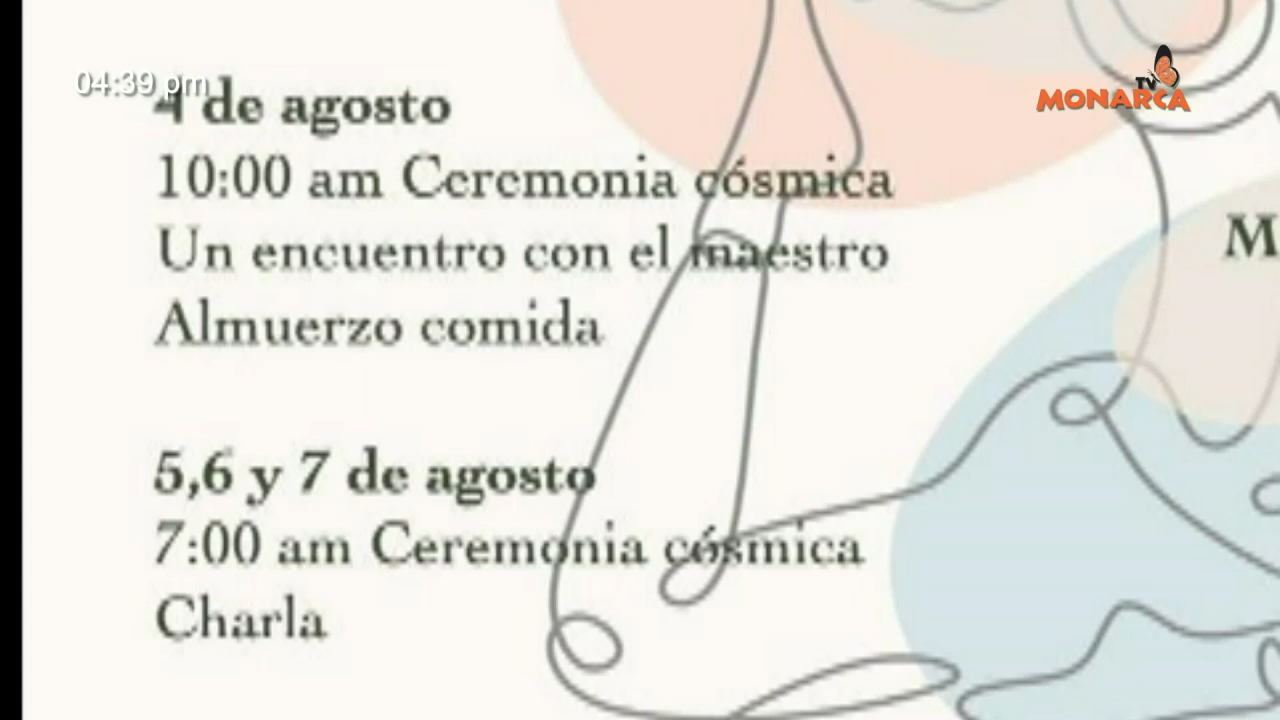 04:39 pm
TV
MONARCA
4 de agosto
10:00 am Ceremonia cósmica
Un encuentro con el maestro
Almuerzo comida
M
5,6 y 7 de agosto
7:00 am Ceremonia cósmica
Charla